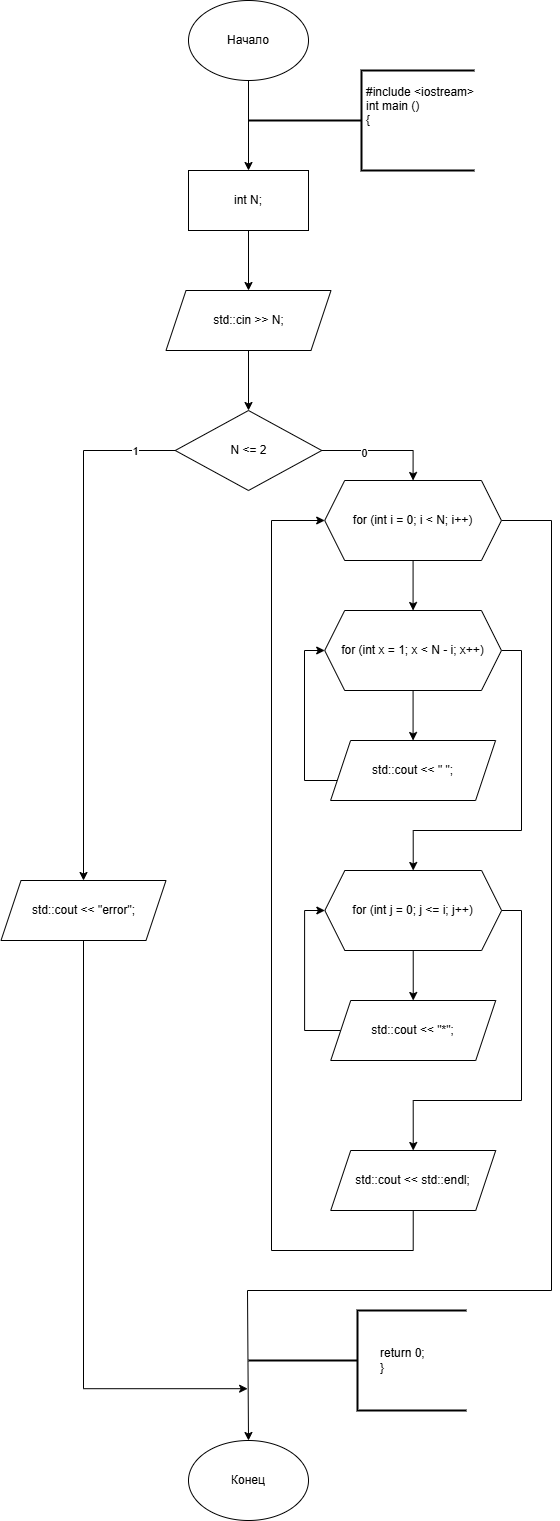 Начало
#include <iostream>
int main ()
{
int N;
std::cin >> N;
N <= 2
1
0
for (int i = 0; i < N; i++)
for (int x = 1; x < N - i; x++)
std::cout << " ";
for (int j = 0; j <= i; j++)
std::cout << "error";
std::cout << "*";
std::cout << std::endl;
return 0;
}
Конец